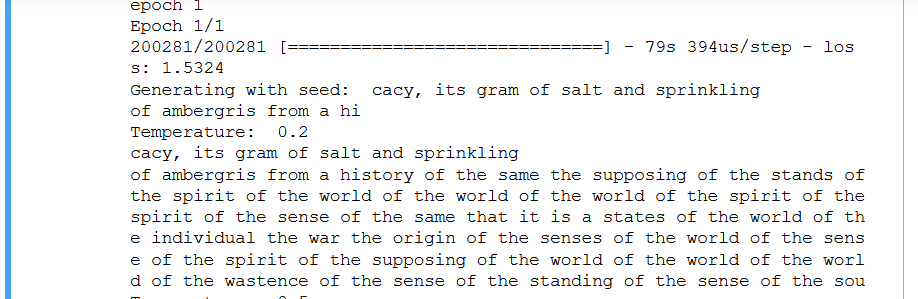 epoch 1
Epoch 1/1
200281/200281 [==============================] - 79s 394us/step - los
s: 1.5324
Generating with seed:  cacy, its gram of salt and sprinkling
of ambergris from a hi
Temperature:  0.2
cacy, its gram of salt and sprinkling
of ambergris from a history of the same the supposing of the stands of
the spirit of the world of the world of the world of the spirit of the
spirit of the sense of the same that it is a states of the world of th
e individual the war the origin of the senses of the world of the sens
e of the spirit of the supposing of the world of the world of the worl
d of the wastence of the sense of the standing of the sense of the sou